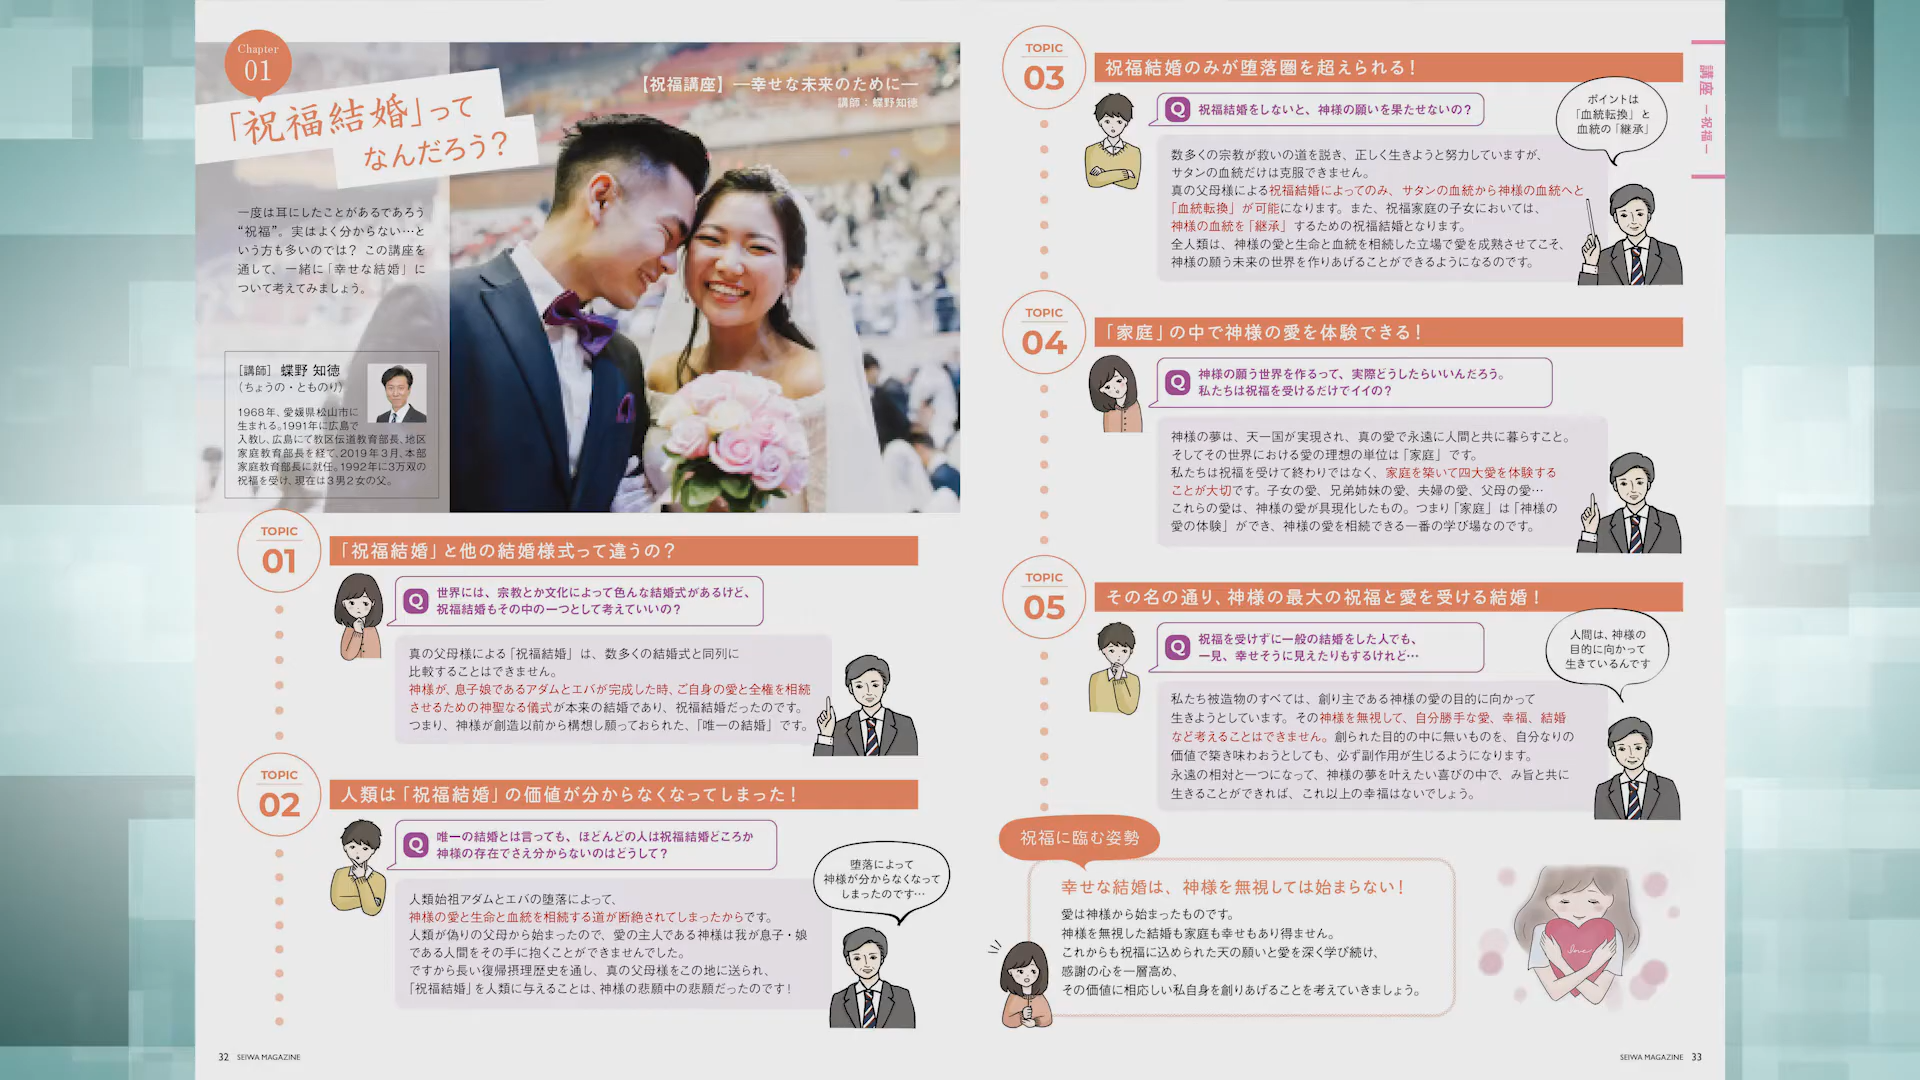 Chapter
01
「祝福結婚」って
なんだろう？
【祝福講座】―幸せな未来のために―
講師：蝶野知徳
一度は耳にしたことがあるであろう
“祝福”。実はよく分からない…と
いう方も多いのでは？ この講座を
通して、一緒に「幸せな結婚」に
ついて考えてみましょう。
［講師］ 蝶野 知徳
（ちょうの・とものり）
1968年、愛媛県松山市に
生まれる。1991年に広島で
入教し、広島にて教区伝道教育部長、地区
家庭教育部長を経て、2019年3月、本部
家庭教育部長に就任。1992年に3万双の
祝福を受け、現在は3男2女の父。
TOPIC
01
「祝福結婚」と他の結婚様式って違うの？
Q 世界には、宗教とか文化によって色んな結婚式があるけど、
祝福結婚もその中の一つとして考えていいの？
真の父母様による「祝福結婚」は、数多くの結婚式と同列に
比較することはできません。
神様が、息子娘であるアダムとエバが完成した時、ご自身の愛と全権を相続
させるための神聖なる儀式が本来の結婚であり、祝福結婚だったのです。
つまり、神様が創造以前から構想し願っておられた、「唯一の結婚」です。
TOPIC
02
人類は「祝福結婚」の価値が分からなくなってしまった！
Q 唯一の結婚とは言っても、ほとんどの人は祝福結婚どころか
神様の存在でさえ分からないのはどうして？
堕落によって
神様が分からなくなって
しまったのです…
人類始祖アダムとエバの堕落によって、
神様の愛と生命と血統を相続する道が断絶されてしまったからです。
人類が偽りの父母から始まったので、愛の主人である神様は我が息子・娘
である人間をその手に抱くことができませんでした。
ですから長い復帰摂理歴史を通し、真の父母様をこの地に送られ、
「祝福結婚」を人類に与えることは、神様の悲願中の悲願だったのです！
32 SEIWA MAGAZINE
TOPIC
03
祝福結婚のみが堕落圏を超えられる！
Q 祝福結婚をしないと、神様の願いを果たせないの？
ポイントは
「血統転換」と
血統の「継承」
数多くの宗教が救いの道を説き、正しく生きようと努力していますが、
サタンの血統だけは克服できません。
真の父母様による祝福結婚によってのみ、サタンの血統から神様の血統へと
「血統転換」が可能になります。また、祝福家庭の子女においては、
神様の血統を「継承」するための祝福結婚となります。
全人類は、神様の愛と生命と血統を相続した立場で愛を成熟させてこそ、
神様の願う未来の世界を作りあげることができるようになるのです。
TOPIC
04
「家庭」の中で神様の愛を体験できる！
Q 神様の願う世界を作るって、実際どうしたらいいんだろう。
私たちは祝福を受けるだけでイイの？
神様の夢は、天一国が実現され、真の愛で永遠に人間と共に暮らすこと。
そしてその世界における愛の理想の単位は「家庭」です。
私たちは祝福を受けて終わりではなく、家庭を築いて四大愛を体験する
ことが大切です。子女の愛、兄弟姉妹の愛、夫婦の愛、父母の愛…
これらの愛は、神様の愛が具現化したもの。つまり「家庭」は「神様の
愛の体験」ができ、神様の愛を相続できる一番の学び場なのです。
TOPIC
05
その名の通り、神様の最大の祝福と愛を受ける結婚！
Q 祝福を受けずに一般の結婚をした人でも、
一見、幸せそうに見えたりもするけれど…
人間は、神様の
目的に向かって
生きているんです
私たち被造物のすべては、創り主である神様の愛の目的に向かって
生きようとしています。その神様を無視して、自分勝手な愛、幸福、結婚
など考えることはできません。創られた目的の中に無いものを、自分なりの
価値で築き味わおうとしても、必ず副作用が生じるようになります。
永遠の相対と一つになって、神様の夢を叶えたい喜びの中で、み旨と共に
生きることができれば、これ以上の幸福はないでしょう。
祝福に臨む姿勢
幸せな結婚は、神様を無視しては始まらない！
愛は神様から始まったものです。
神様を無視した結婚も家庭も幸せもあり得ません。
これからも祝福に込められた天の願いと愛を深く学び続け、
感謝の心を一層高め、
その価値に相応しい私自身を創りあげることを考えていきましょう。
love
講座 ―祝福―
SEIWA MAGAZINE 33